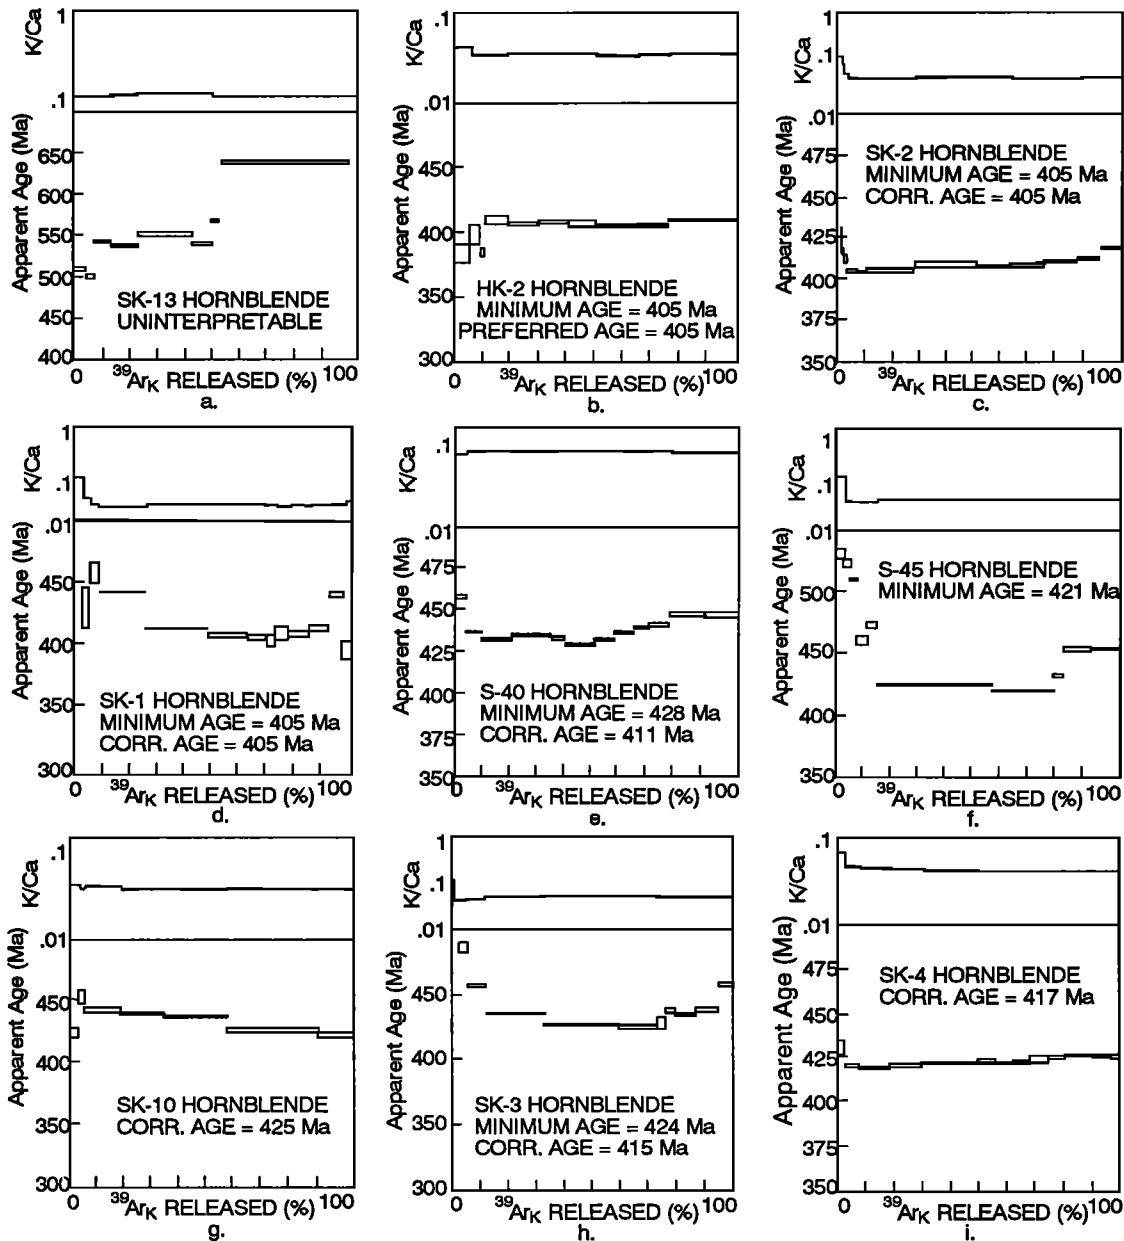 1
K/Ca
.1
Apparent Age (Ma)
650
600
550
500
450
400
SK-13 HORNBLENDE
UNINTERPRETABLE
0 39ArK RELEASED (%) 100
a.
.1
K/Ca
.01
Apparent Age (Ma)
450
400
350
300
HK-2 HORNBLENDE
MINIMUM AGE = 405 Ma
PREFERRED AGE = 405 Ma
0 39ArK RELEASED (%) 100
b.
1
K/Ca
.1
.01
Apparent Age (Ma)
475
450
425
400
375
350
SK-2 HORNBLENDE
MINIMUM AGE = 405 Ma
CORR. AGE = 405 Ma
0 39ArK RELEASED (%) 100
c.
1
K/Ca
.1
.01
Apparent Age (Ma)
450
400
350
300
SK-1 HORNBLENDE
MINIMUM AGE = 405 Ma
CORR. AGE = 405 Ma
0 39ArK RELEASED (%) 100
d.
.1
K/Ca
.01
Apparent Age (Ma)
475
450
425
400
375
350
S-40 HORNBLENDE
MINIMUM AGE = 428 Ma
CORR. AGE = 411 Ma
0 39ArK RELEASED (%) 100
e.
1
K/Ca
.1
.01
Apparent Age (Ma)
500
450
400
350
S-45 HORNBLENDE
MINIMUM AGE = 421 Ma
0 39ArK RELEASED (%) 100
f.
.1
K/Ca
.01
Apparent Age (Ma)
450
400
350
300
SK-10 HORNBLENDE
CORR. AGE = 425 Ma
0 39ArK RELEASED (%) 100
g.
1
K/Ca
.1
.01
Apparent Age (Ma)
450
400
350
300
SK-3 HORNBLENDE
MINIMUM AGE = 424 Ma
CORR. AGE = 415 Ma
0 39ArK RELEASED (%) 100
h.
.1
K/Ca
.01
Apparent Age (Ma)
475
450
425
400
375
350
SK-4 HORNBLENDE
CORR. AGE = 417 Ma
0 39ArK RELEASED (%) 100
i.